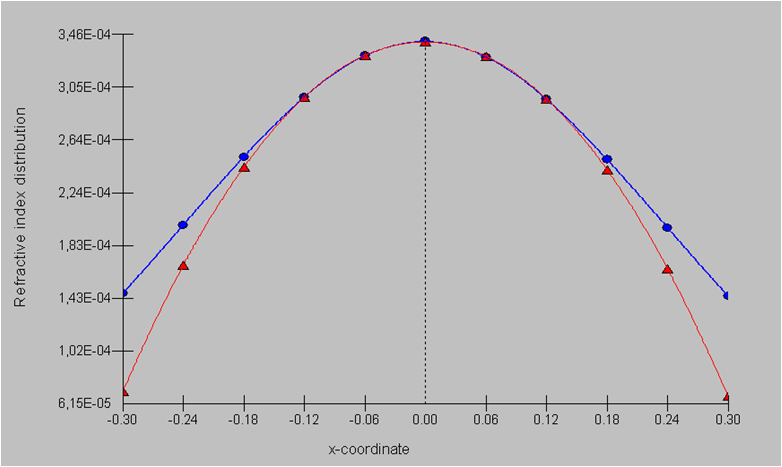 3,46E-04
3,05E-04
2,64E-04
2,24E-04
1,83E-04
1,43E-04
1,02E-04
6,15E-05
Refractive index distribution
-0.30 -0.24 -0.18 -0.12 -0.06 0.00 0.06 0.12 0.18 0.24 0.30
x-coordinate